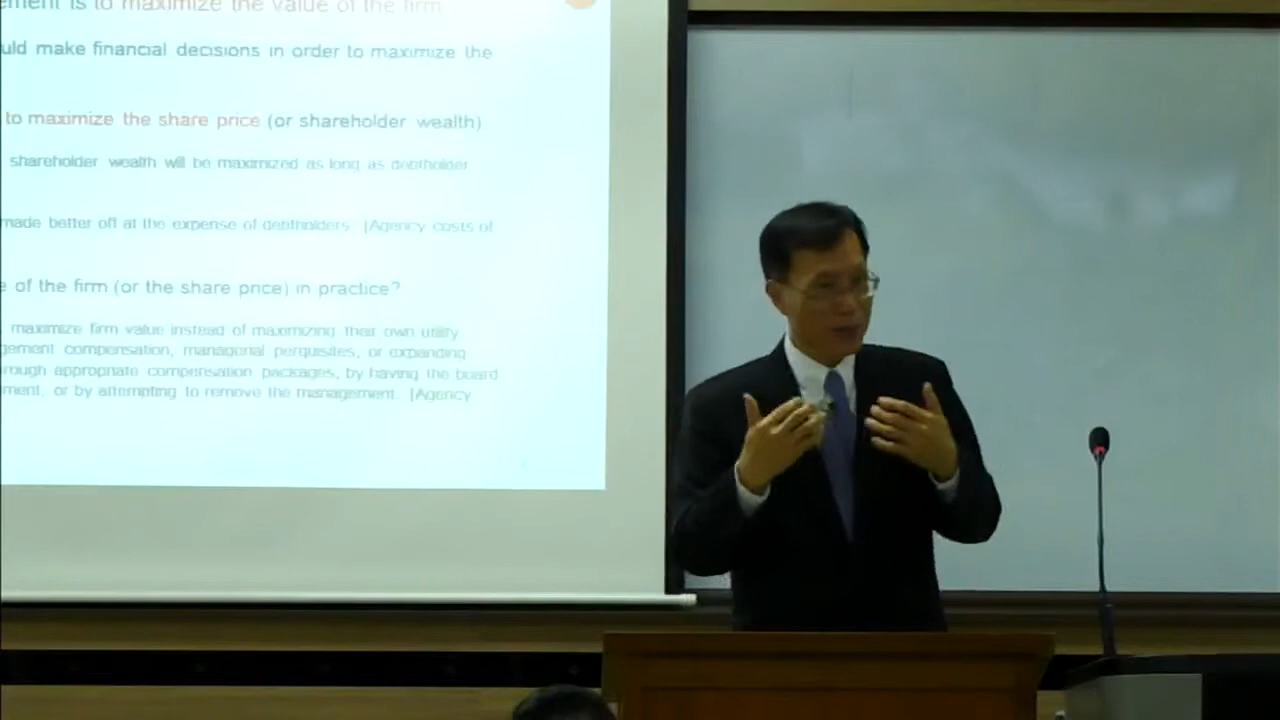 ement is to maximize the value of the firm
uld make financial decisions in order to maximize the
to maximize the share price (or shareholder wealth)
shareholder wealth will be maximized as long as debtholder
made better off at the expense of debtholders. [Agency costs of
e of the firm (or the share price) in practice?
maximize firm value instead of maximizing their own utility
gement compensation, managerial perquisites, or expanding
rough appropriate compensation packages, by having the board
ment, or by attempting to remove the management. [Agency